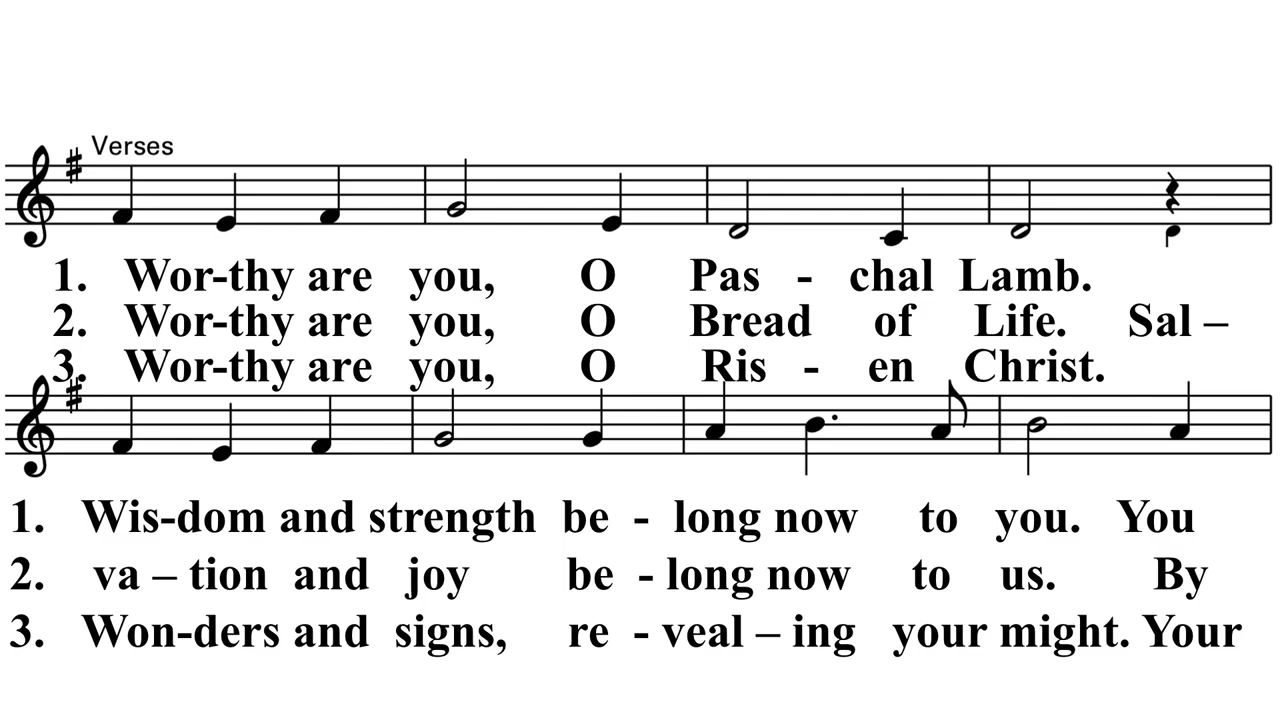 Verses
1. Wor-thy are you, O Pas - chal Lamb.
2. Wor-thy are you, O Bread of Life. Sal –
3. Wor-thy are you, O Ris - en Christ.
1. Wis-dom and strength be - long now to you. You
2. va – tion and joy be - long now to us. By
3. Won-ders and signs, re - veal – ing your might. Your